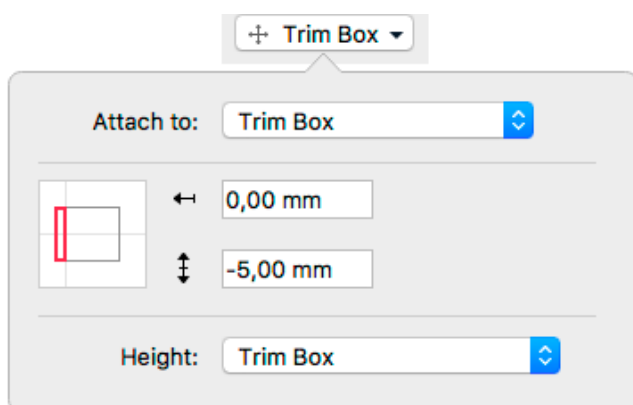 Trim Box
Attach to: Trim Box
0,00 mm
-5,00 mm
Height: Trim Box